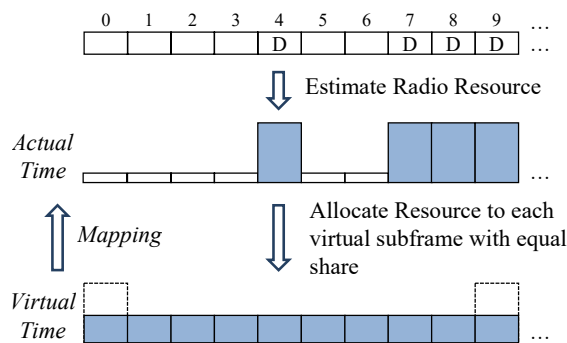 0 1 2 3 4 5 6 7 8 9 ...
D D D D ...
Estimate Radio Resource
Actual
Time
...
Allocate Resource to each
virtual subframe with equal
share
Mapping
Virtual
Time
...